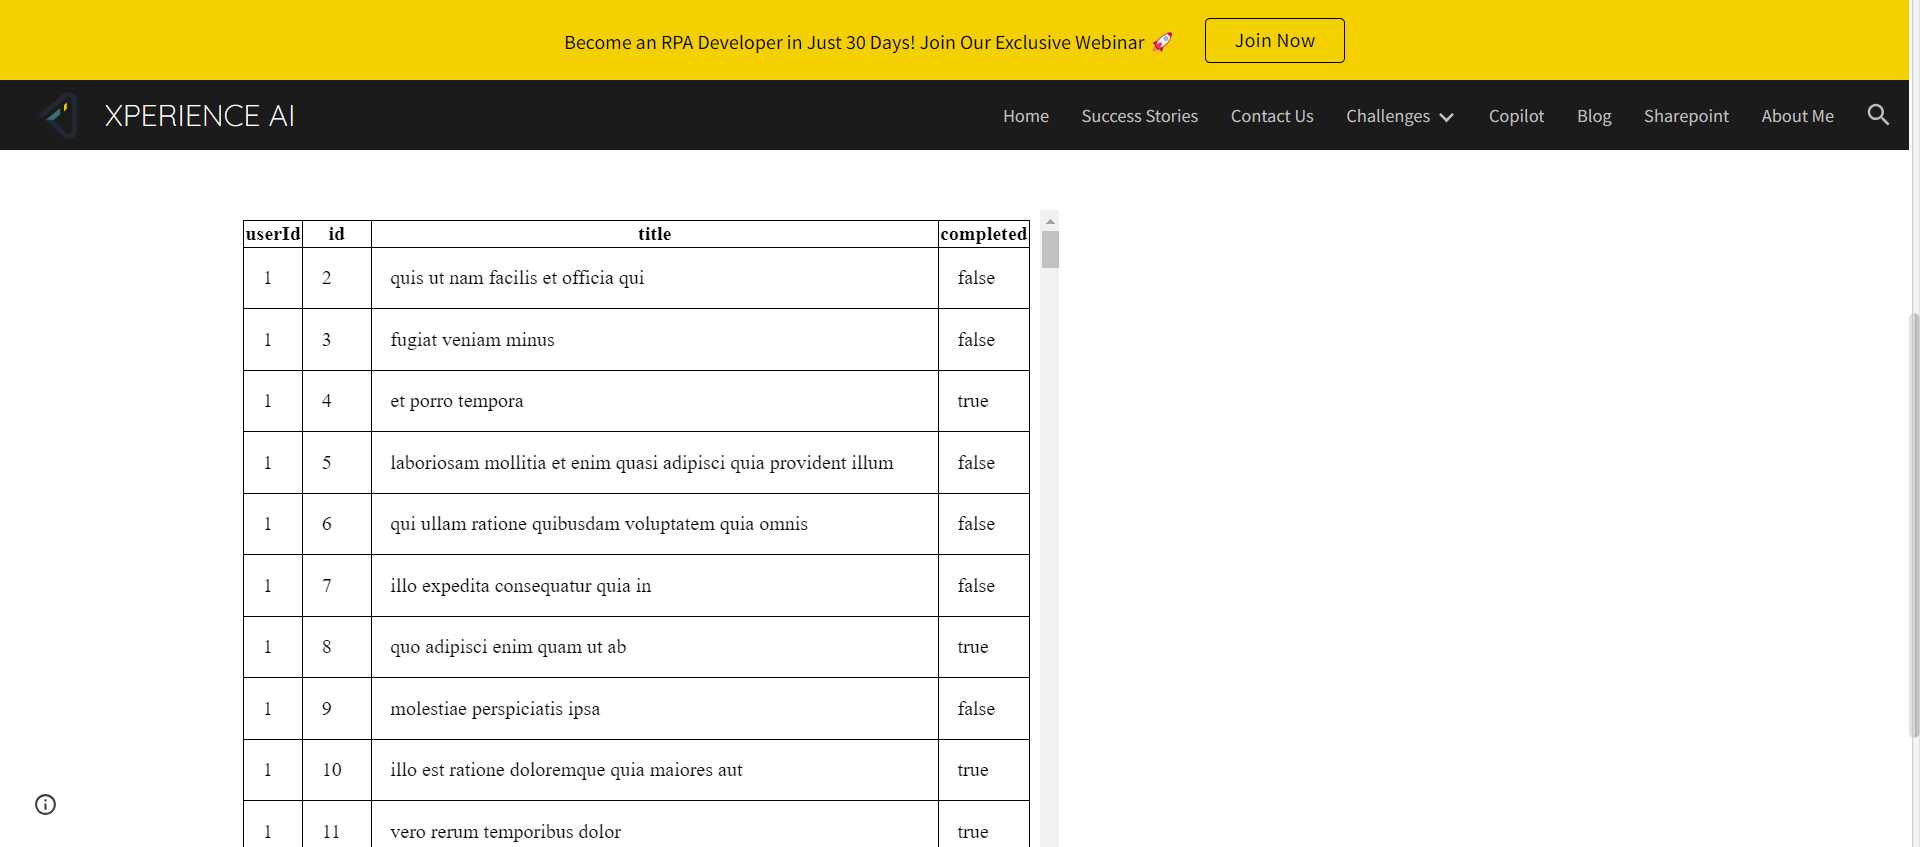 Become an RPA Developer in Just 30 Days! Join Our Exclusive Webinar 🚀 Join Now
XPERIENCE AI Home Success Stories Contact Us Challenges Copilot Blog Sharepoint About Me
userId id title completed
1 2 quis ut nam facilis et officia qui false
1 3 fugiat veniam minus false
1 4 et porro tempora true
1 5 laboriosam mollitia et enim quasi adipisci quia provident illum false
1 6 qui ullam ratione quibusdam voluptatem quia omnis false
1 7 illo expedita consequatur quia in false
1 8 quo adipisci enim quam ut ab true
1 9 molestiae perspiciatis ipsa false
1 10 illo est ratione doloremque quia maiores aut true
1 11 vero rerum temporibus dolor true